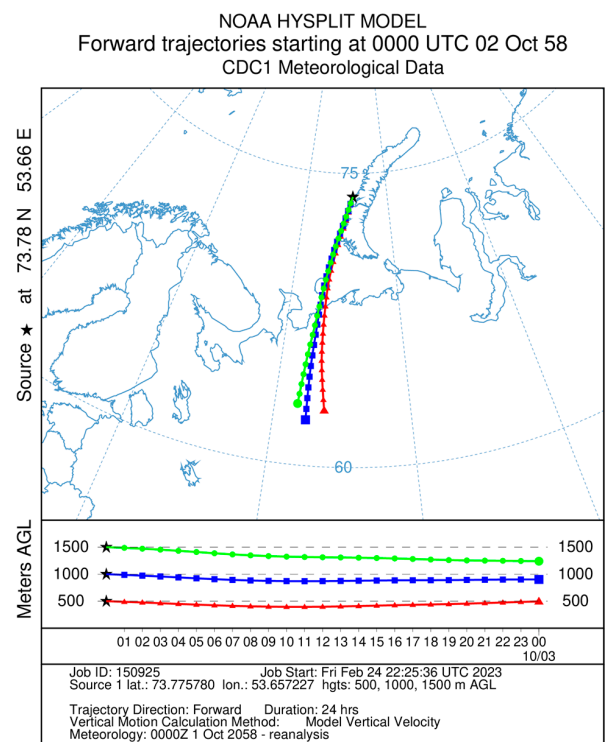 NOAA HYSPLIT MODEL
Forward trajectories starting at 0000 UTC 02 Oct 58
CDC1 Meteorological Data
Source ★ at 73.78 N 53.66 E
75
60
Meters AGL
1500 1500
1000 1000
500 500
01 02 03 04 05 06 07 08 09 10 11 12 13 14 15 16 17 18 19 20 21 22 23 00
10/03
Job ID: 150925 Job Start: Fri Feb 24 22:25:36 UTC 2023
Source 1 lat.: 73.775780 lon.: 53.657227 hgts: 500, 1000, 1500 m AGL
Trajectory Direction: Forward Duration: 24 hrs
Vertical Motion Calculation Method: Model Vertical Velocity
Meteorology: 0000Z 1 Oct 2058 - reanalysis